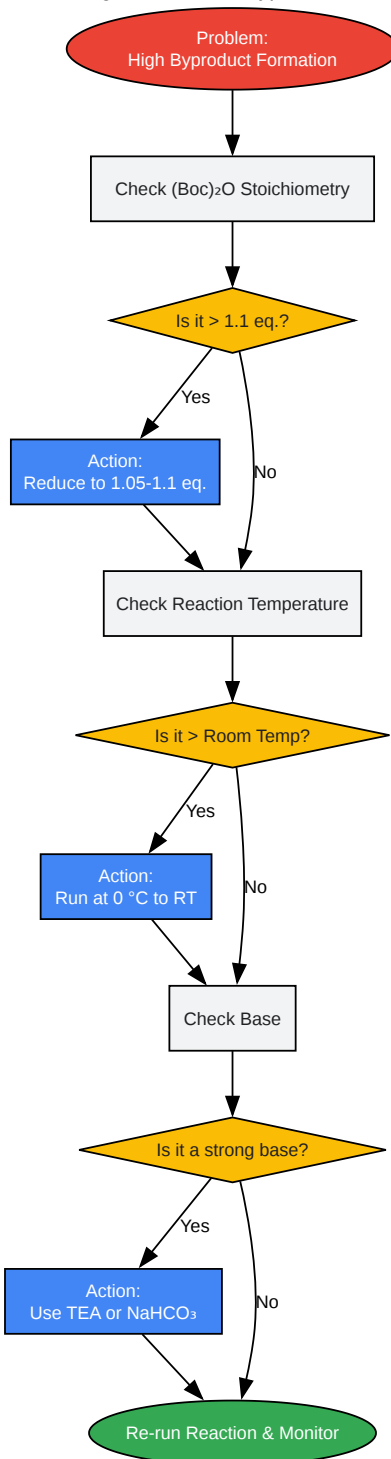 Problem:
High Byproduct Formation
Check (Boc)₂O Stoichiometry
Is it > 1.1 eq.?
Yes
Action:
Reduce to 1.05-1.1 eq.
No
Check Reaction Temperature
Is it > Room Temp?
Yes
Action:
Run at 0 °C to RT
No
Check Base
Is it a strong base?
Yes
Action:
Use TEA or NaHCO₃
No
Re-run Reaction & Monitor